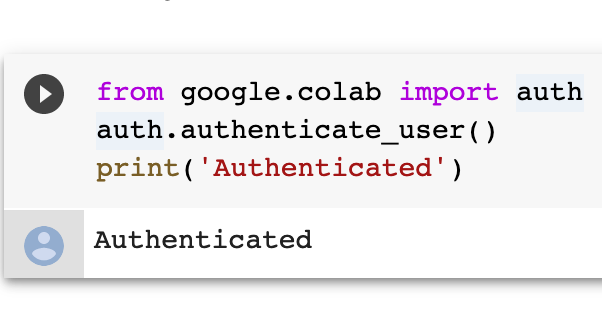 from google.colab import auth
auth.authenticate_user()
print('Authenticated')
Authenticated